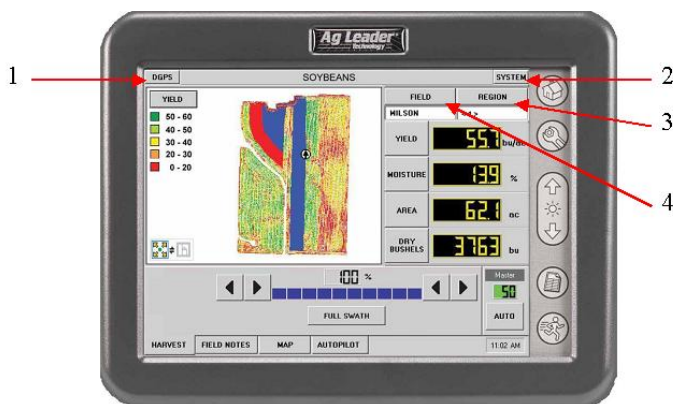 Ag Leader
Technology
1
2
3
4
DGPS
SOYBEANS
SYSTEM
YIELD
50 - 60
40 - 50
30 - 40
20 - 30
0 - 20
FIELD
REGION
WILSON
YIELD
55.1
MOISTURE
13.9 %
AREA
62.1 ac
DRY
BUSHELS
3763 bu
100 %
Master
50
FULL SWATH
AUTO
HARVEST
FIELD NOTES
MAP
AUTOPILOT
11:02 AM